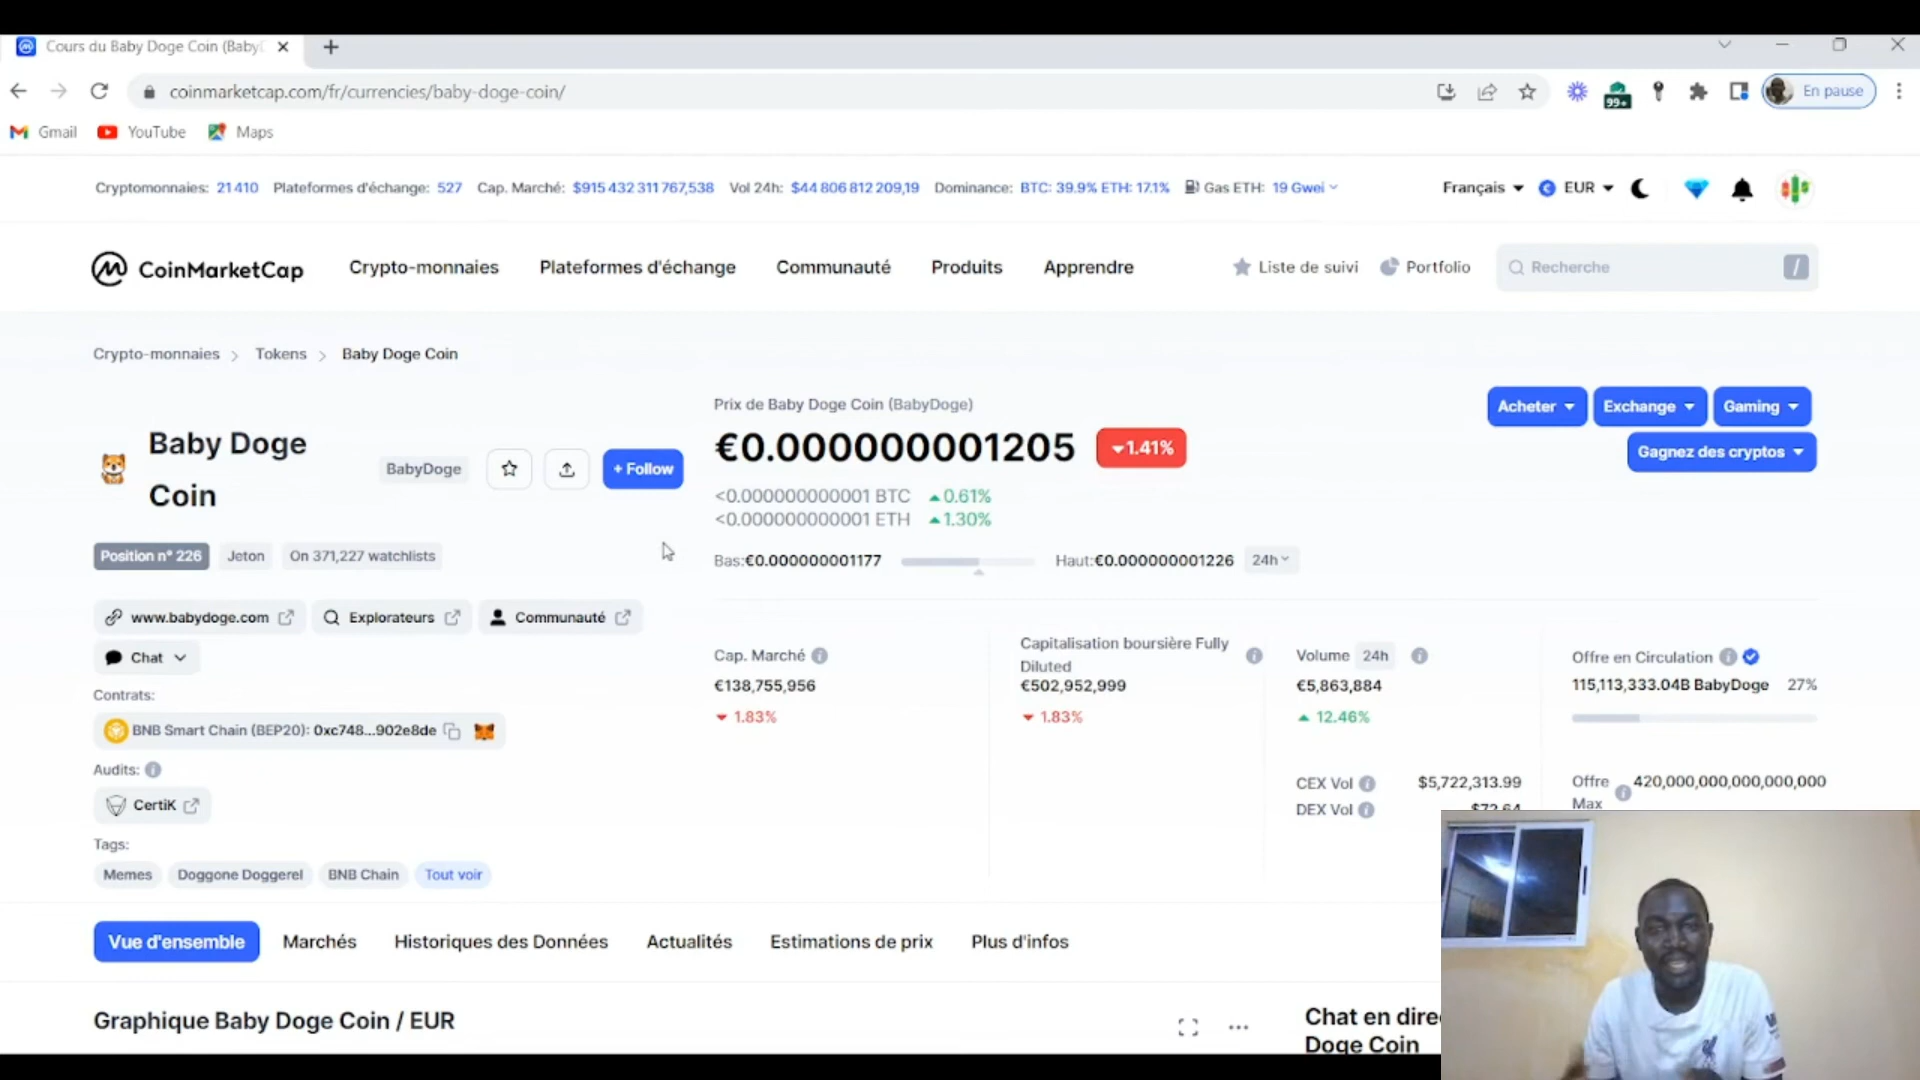 Cours du Baby Doge Coin (Baby
coinmarketcap.com/fr/currencies/baby-doge-coin/
99+
En pause
Gmail
YouTube
Maps
Cryptomonnaies: 21 410 Plateformes d'échange: 527 Cap. Marché: $915 432 311 767,538 Vol 24h: $44 806 812 209,19 Dominance: BTC: 39.9% ETH: 17.1% Gas ETH: 19 Gwei
Français
EUR
CoinMarketCap
Crypto-monnaies
Plateformes d'échange
Communauté
Produits
Apprendre
Liste de suivi
Portfolio
Recherche
/
Crypto-monnaies > Tokens > Baby Doge Coin
Baby Doge
Coin
BabyDoge
+ Follow
Position n° 226
Jeton
On 371,227 watchlists
www.babydoge.com
Explorateurs
Communauté
Chat
Contrats:
BNB Smart Chain (BEP20): 0xc748...902e8de
Audits:
CertiK
Tags:
Memes
Doggone Doggerel
BNB Chain
Tout voir
Prix de Baby Doge Coin (BabyDoge)
€0.000000001205
1.41%
<0.000000000001 BTC 0.61%
<0.000000000001 ETH 1.30%
Bas:€0.000000001177
Haut:€0.000000001226
24h
Acheter
Exchange
Gaming
Gagnez des cryptos
Cap. Marché
€138,755,956
1.83%
Capitalisation boursière Fully
Diluted
€502,952,999
1.83%
Volume 24h
€5,863,884
12.46%
CEX Vol $5,722,313.99
DEX Vol $72.64
Offre en Circulation
115,113,333.04B BabyDoge 27%
Offre
Max
420,000,000,000,000,000
Vue d'ensemble
Marchés
Historiques des Données
Actualités
Estimations de prix
Plus d'infos
Graphique Baby Doge Coin / EUR
Chat en dire
Doge Coin